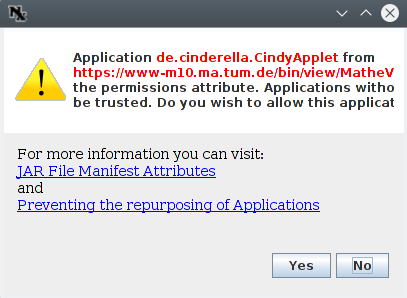 Application de.cinderella.CindyApplet from
https://www-m10.ma.tum.de/bin/view/MatheV
the permissions attribute. Applications witho
be trusted. Do you wish to allow this applicat
For more information you can visit:
JAR File Manifest Attributes
and
Preventing the repurposing of Applications
Yes No